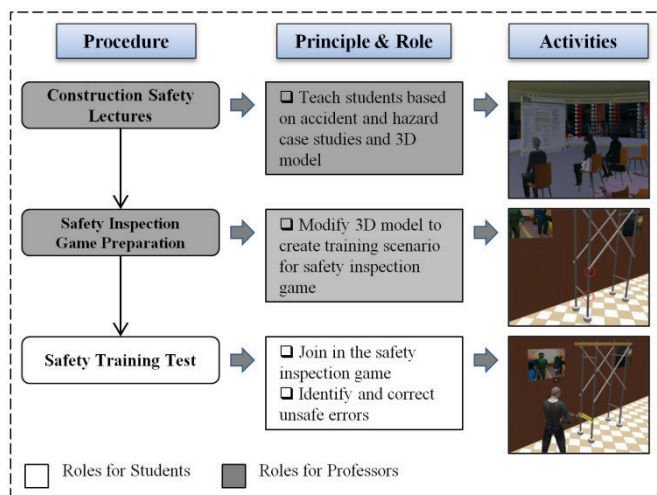 Procedure
Principle & Role
Activities
Construction Safety
Lectures
Teach students based
on accident and hazard
case studies and 3D
model
Safety Inspection
Game Preparation
Modify 3D model to
create training scenario
for safety inspection
game
Safety Training Test
Join in the safety
inspection game
Identify and correct
unsafe errors
Roles for Students
Roles for Professors